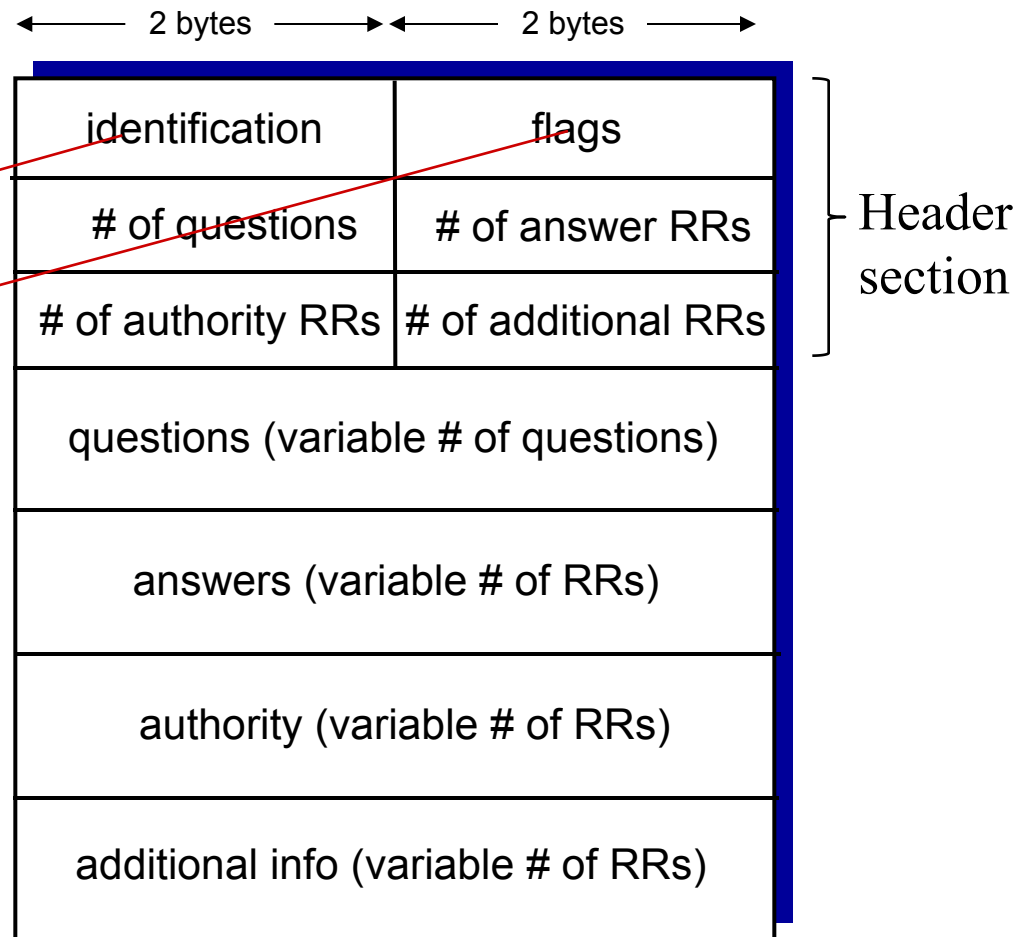 2 bytes 2 bytes
identification flags
# of questions # of answer RRs
Header
section
# of authority RRs # of additional RRs
questions (variable # of questions)
answers (variable # of RRs)
authority (variable # of RRs)
additional info (variable # of RRs)